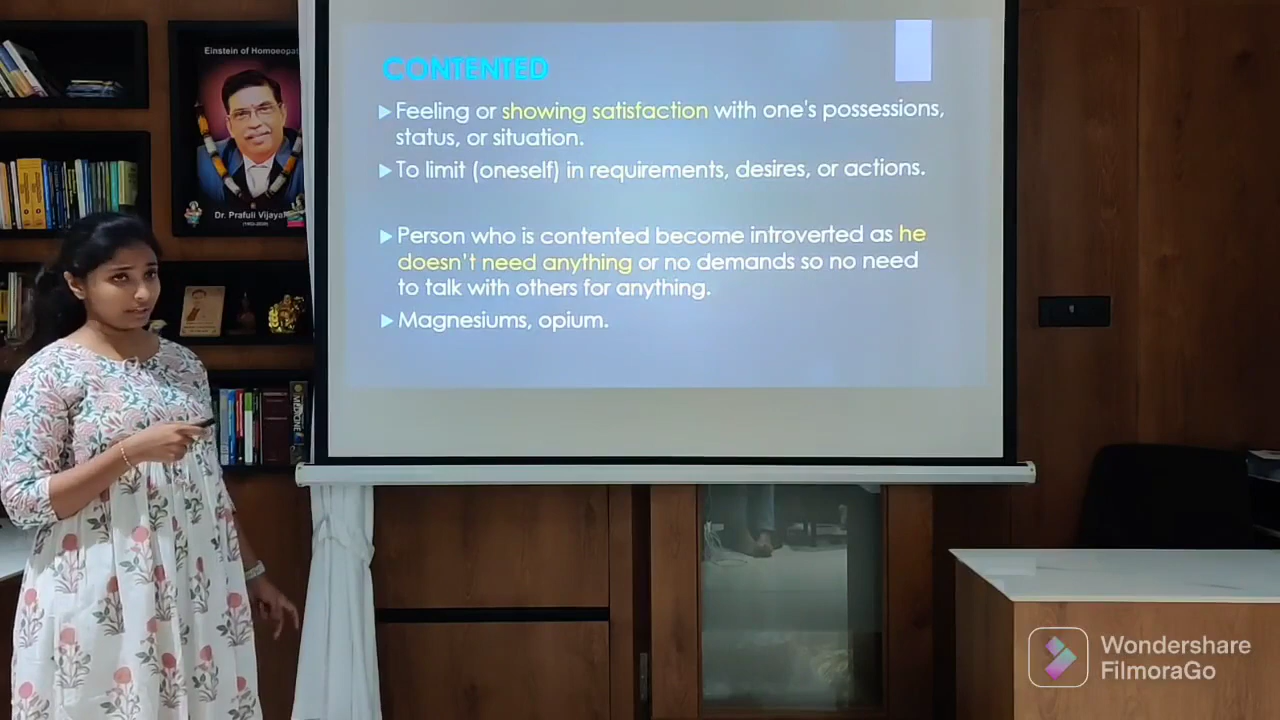 Einstein of Homoeopat
Dr. Prafull Vijayak
CONTENTED
Feeling or showing satisfaction with one's possessions,
status, or situation.
To limit (oneself) in requirements, desires, or actions.
Person who is contented become introverted as he
doesn't need anything or no demands so no need
to talk with others for anything.
Magnesiums, opium.
MEDICINE
Wondershare
FilmoraGo